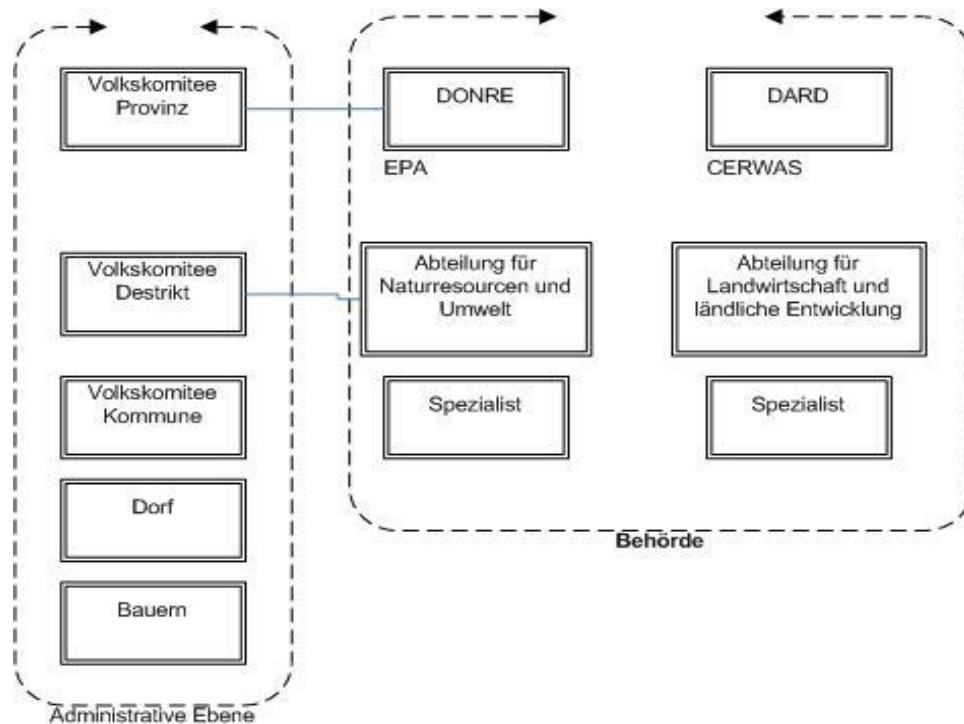 Volkskomitee
Provinz
DONRE
DARD
EPA
CERWAS
Volkskomitee
Destrikt
Abteilung für
Naturresourcen und
Umwelt
Abteilung für
Landwirtschaft und
ländliche Entwicklung
Volkskomitee
Kommune
Spezialist
Spezialist
Dorf
Behörde
Bauern
Administrative Ebene